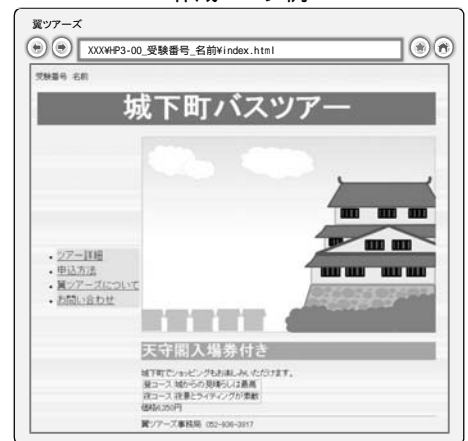 翼ツアーズ
XXX¥HP3-00_受験番号_名前¥index.html
受験番号 名前
城下町バスツアー
・ツアー詳細
・申込方法
・翼ツアーズについて
・お問い合わせ
天守閣入場券付き
城下町でショッピングもお楽しみいただけます。
昼コース 城からの見晴らしは最高
夜コース 夜景とライティングが素敵
価格6,350円
翼ツアーズ事務局